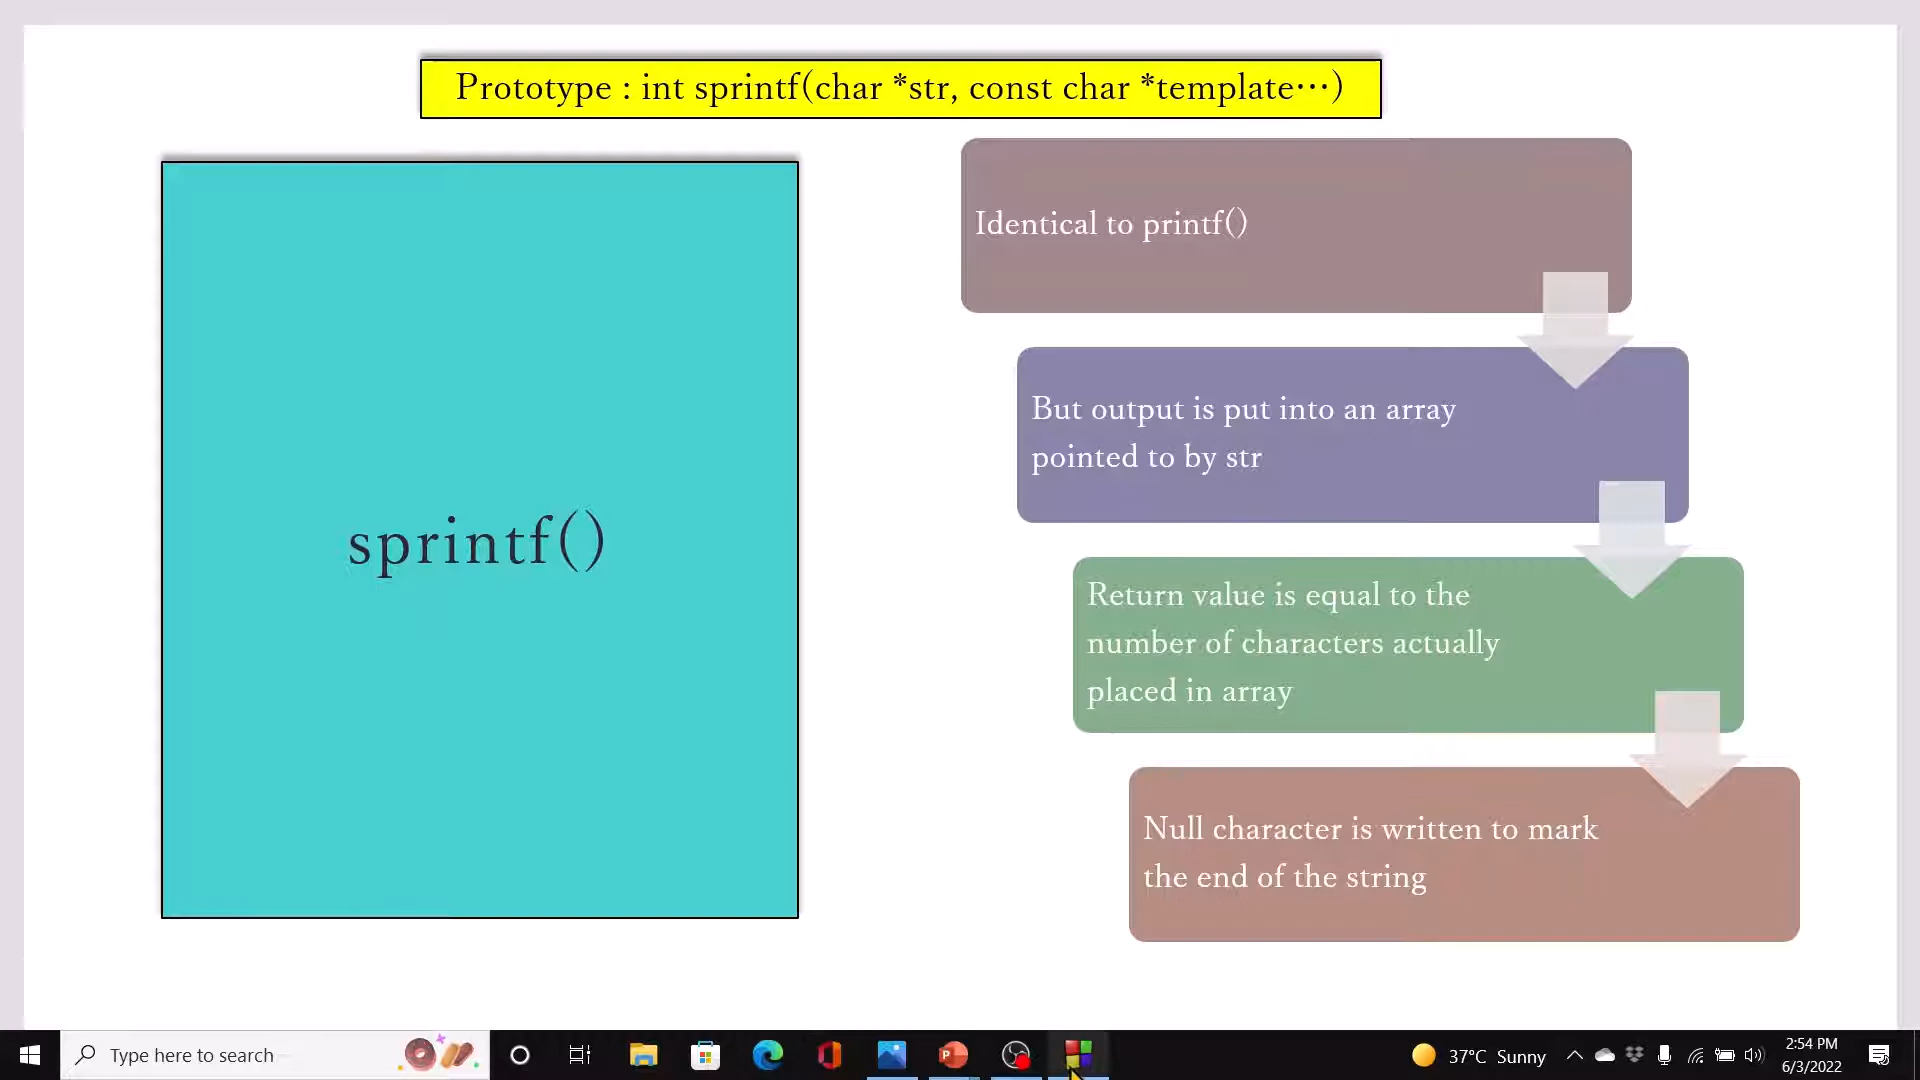 Prototype : int sprintf(char *str, const char *template…)
sprintf()
Identical to printf()
But output is put into an array
pointed to by str
Return value is equal to the
number of characters actually
placed in array
Null character is written to mark
the end of the string
Type here to search
37°C Sunny
2:54 PM
6/3/2022